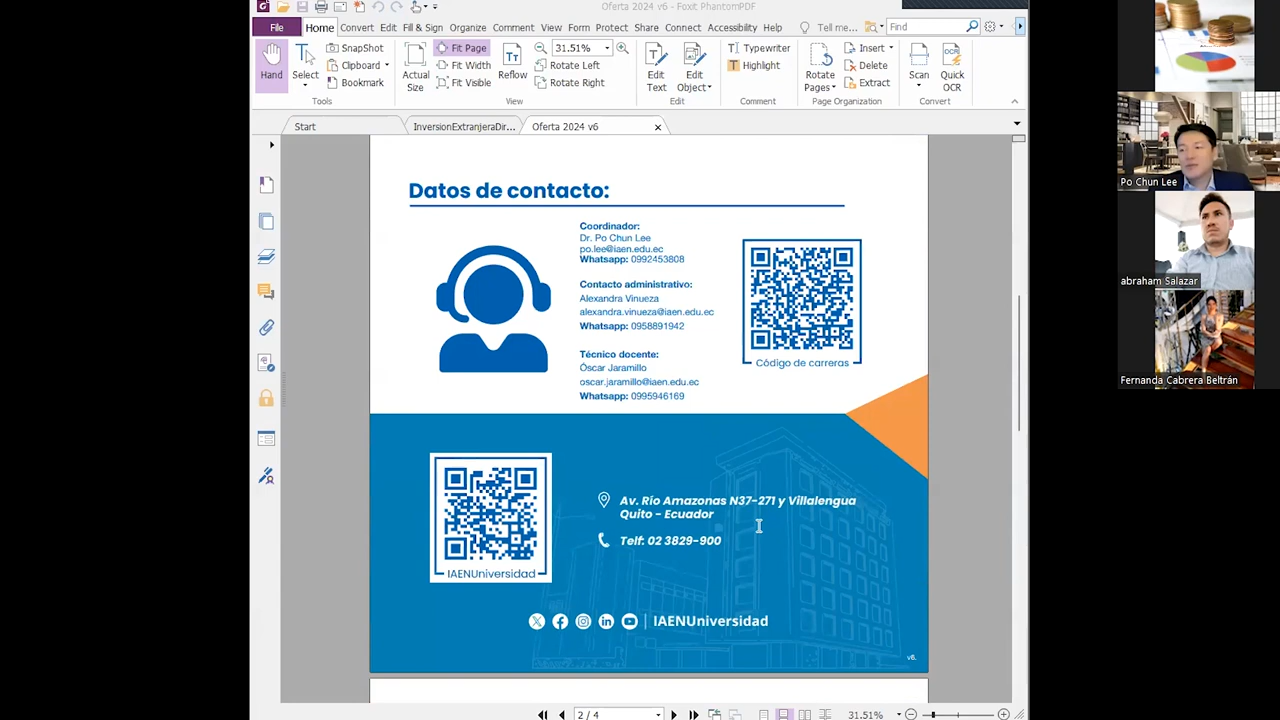 Oferta 2024 v6 - Foxit PhantomPDF
File Home Convert Edit Fill & Sign Organize Comment View Form Protect Share Connect Accessibility Help Tell me... Find
Hand
Select
SnapShot
Clipboard
Bookmark
Tools
Actual Size
Fit Page
Fit Width
Fit Visible
Reflow
31.51%
Rotate Left
Rotate Right
View
Edit Text
Edit Object
Edit
Typewriter
Highlight
Comment
Rotate Pages
Insert
Delete
Extract
Page Organization
Scan
Quick OCR
Convert
Start InversionExtranjeraDir... Oferta 2024 v6
Datos de contacto:
Coordinador:
Dr. Po Chun Lee
po.lee@iaen.edu.ec
Whatsapp: 0992453808
Contacto administrativo:
Alexandra Vinueza
alexandra.vinueza@iaen.edu.ec
Whatsapp: 0958891942
Técnico docente:
Óscar Jaramillo
oscar.jaramillo@iaen.edu.ec
Whatsapp: 0995946169
Código de carreras
IAENUniversidad
Av. Río Amazonas N37-271 y Villalengua
Quito - Ecuador
Telf: 02 3829-900
IAENUniversidad
v6.
2 / 4
31.51%
Po Chun Lee
abraham Salazar
Fernanda Cabrera Beltrán